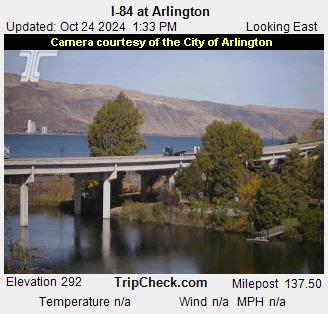 I-84 at Arlington
Updated: Oct 24 2024 1:33 PM Looking East
Camera courtesy of the City of Arlington
Elevation 292 TripCheck.com Milepost 137.50
Temperature n/a Wind n/a MPH n/a